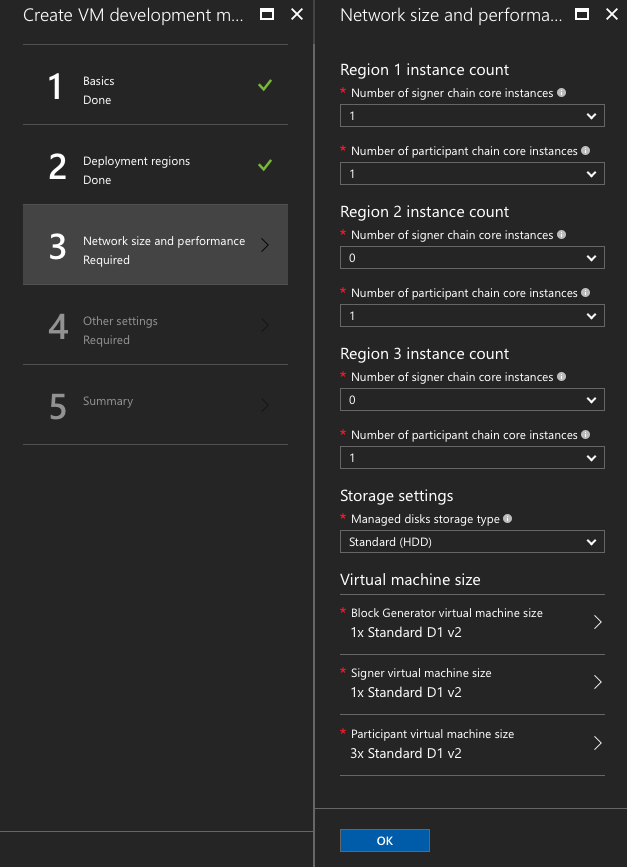 Create VM development m...
1
Basics
Done
2
Deployment regions
Done
3
Network size and performance
Required
4
Other settings
Required
5
Summary
Network size and performa...
Region 1 instance count
* Number of signer chain core instances
1
* Number of participant chain core instances
1
Region 2 instance count
* Number of signer chain core instances
0
* Number of participant chain core instances
1
Region 3 instance count
* Number of signer chain core instances
0
* Number of participant chain core instances
1
Storage settings
* Managed disks storage type
Standard (HDD)
Virtual machine size
* Block Generator virtual machine size
1x Standard D1 v2
* Signer virtual machine size
1x Standard D1 v2
* Participant virtual machine size
3x Standard D1 v2
OK